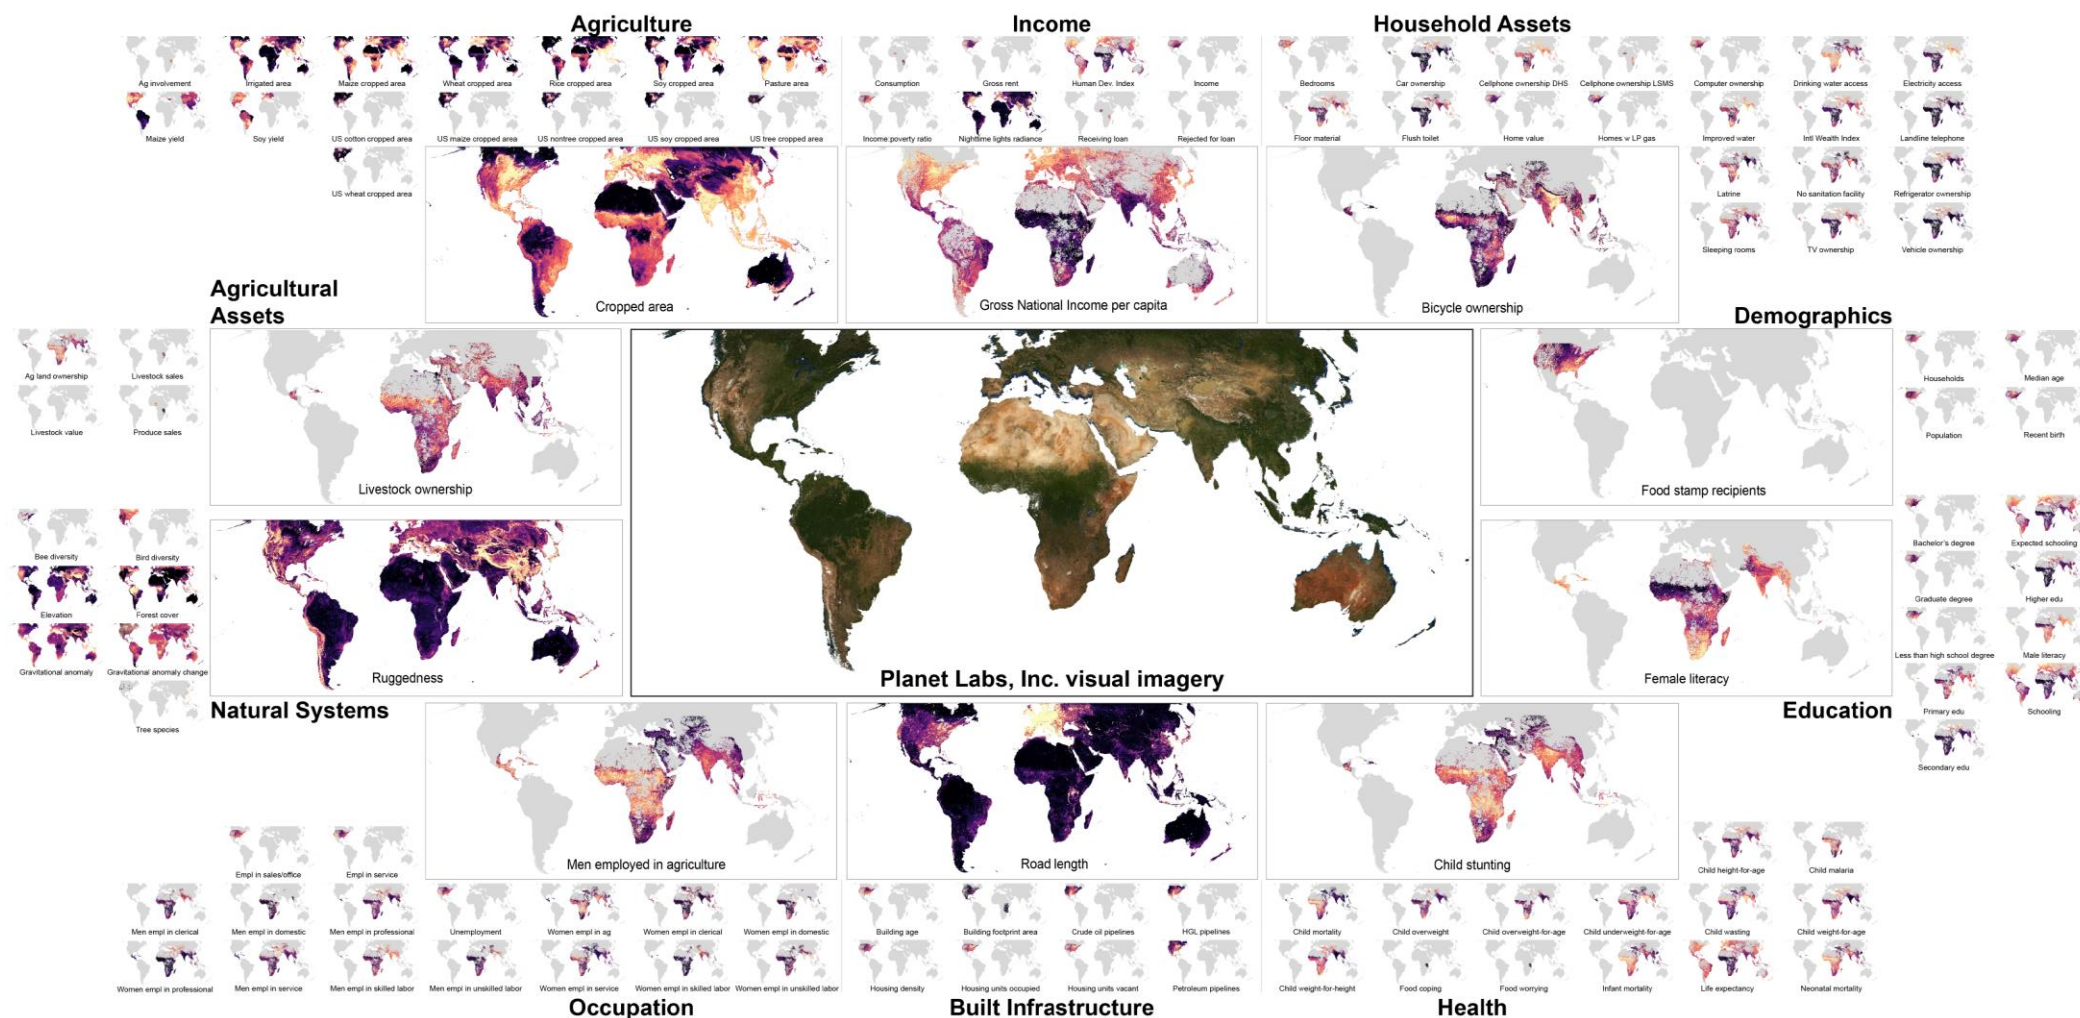 Agriculture
Income
Household Assets
Ag involvement
Irrigated area
Maize cropped area
Wheat cropped area
Rice cropped area
Soy cropped area
Pasture area
Consumption
Gross rent
Human Dev. Index
Income
Bedrooms
Car ownership
Cellphone ownership DHS
Cellphone ownership LSMS
Computer ownership
Drinking water access
Electricity access
Maize yield
Soy yield
US cotton cropped area
US maize cropped area
US nontree cropped area
US soy cropped area
US tree cropped area
Income:poverty ratio
Nighttime lights radiance
Receiving loan
Rejected for loan
Floor material
Flush toilet
Home value
Homes w LP gas
Improved water
Intl Wealth Index
Landline telephone
US wheat cropped area
Latrine
No sanitation facility
Refrigerator ownership
Sleeping rooms
TV ownership
Vehicle ownership
Cropped area
Gross National Income per capita
Bicycle ownership
Agricultural
Assets
Demographics
Ag land ownership
Livestock sales
Livestock value
Produce sales
Livestock ownership
Food stamp recipients
Households
Median age
Population
Recent birth
Bee diversity
Bird diversity
Elevation
Forest cover
Gravitational anomaly
Gravitational anomaly change
Tree species
Ruggedness
Planet Labs, Inc. visual imagery
Female literacy
Bachelor's degree
Expected schooling
Graduate degree
Higher edu
Less than high school degree
Male literacy
Primary edu
Schooling
Secondary edu
Natural Systems
Education
Men employed in agriculture
Road length
Child stunting
Empl in sales/office
Empl in service
Child height-for-age
Child malaria
Men empl in clerical
Men empl in domestic
Men empl in professional
Unemployment
Women empl in ag
Women empl in clerical
Women empl in domestic
Building age
Building footprint area
Crude oil pipelines
HGL pipelines
Child mortality
Child overweight
Child overweight-for-age
Child underweight-for-age
Child wasting
Child weight-for-age
Women empl in professional
Men empl in service
Men empl in skilled labor
Men empl in unskilled labor
Women empl in service
Women empl in skilled labor
Women empl in unskilled labor
Housing density
Housing units occupied
Housing units vacant
Petroleum pipelines
Child weight-for-height
Food coping
Food worrying
Infant mortality
Life expectancy
Neonatal mortality
Occupation
Built Infrastructure
Health